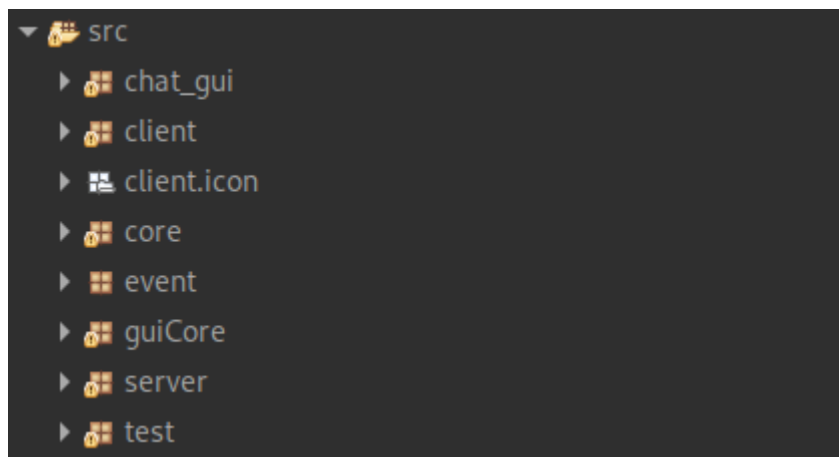 src
chat_gui
client
client.icon
core
event
guiCore
server
test